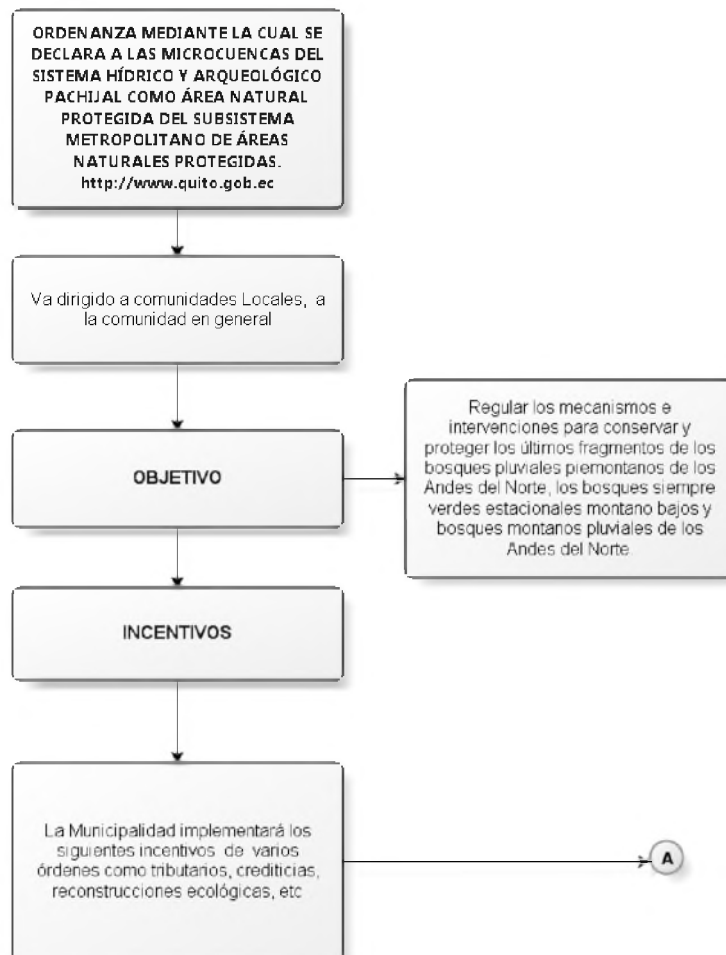 ORDENANZA MEDIANTE LA CUAL SE
DECLARA A LAS MICROCUENCAS DEL
SISTEMA HÍDRICO Y ARQUEOLÓGICO
PACHIJAL COMO ÁREA NATURAL
PROTEGIDA DEL SUBSISTEMA
METROPOLITANO DE ÁREAS
NATURALES PROTEGIDAS.
http://www.quito.gob.ec
Va dirigido a comunidades Locales, a
la comunidad en general
OBJETIVO
Regular los mecanismos e
intervenciones para conservar y
proteger los últimos fragmentos de los
bosques pluviales piemontanos de los
Andes del Norte, los bosques siempre
verdes estacionales montano bajos y
bosques montanos pluviales de los
Andes del Norte
INCENTIVOS
La Municipalidad implementará los
siguientes incentivos de varios
órdenes como tributarios, crediticias,
reconstrucciones ecológicas, etc
A